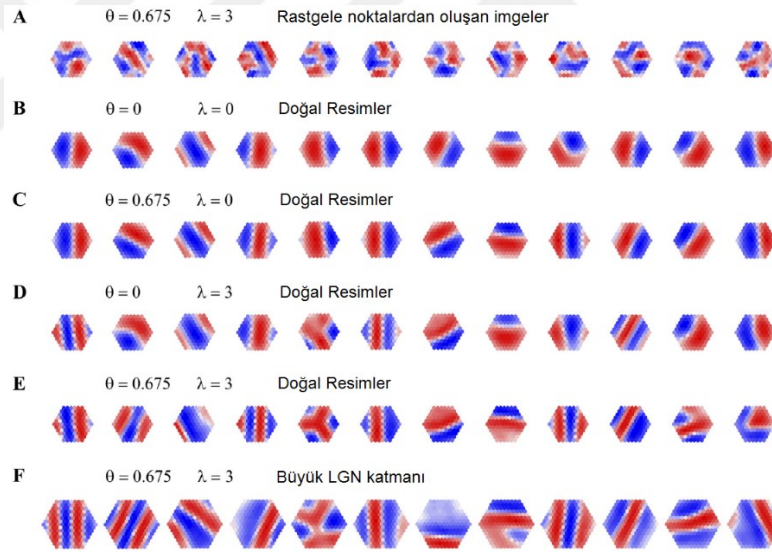 A θ = 0.675 λ = 3 Rastgele noktalardan oluşan imgeler
B θ = 0 λ = 0 Doğal Resimler
C θ = 0.675 λ = 0 Doğal Resimler
D θ = 0 λ = 3 Doğal Resimler
E θ = 0.675 λ = 3 Doğal Resimler
F θ = 0.675 λ = 3 Büyük LGN katmanı